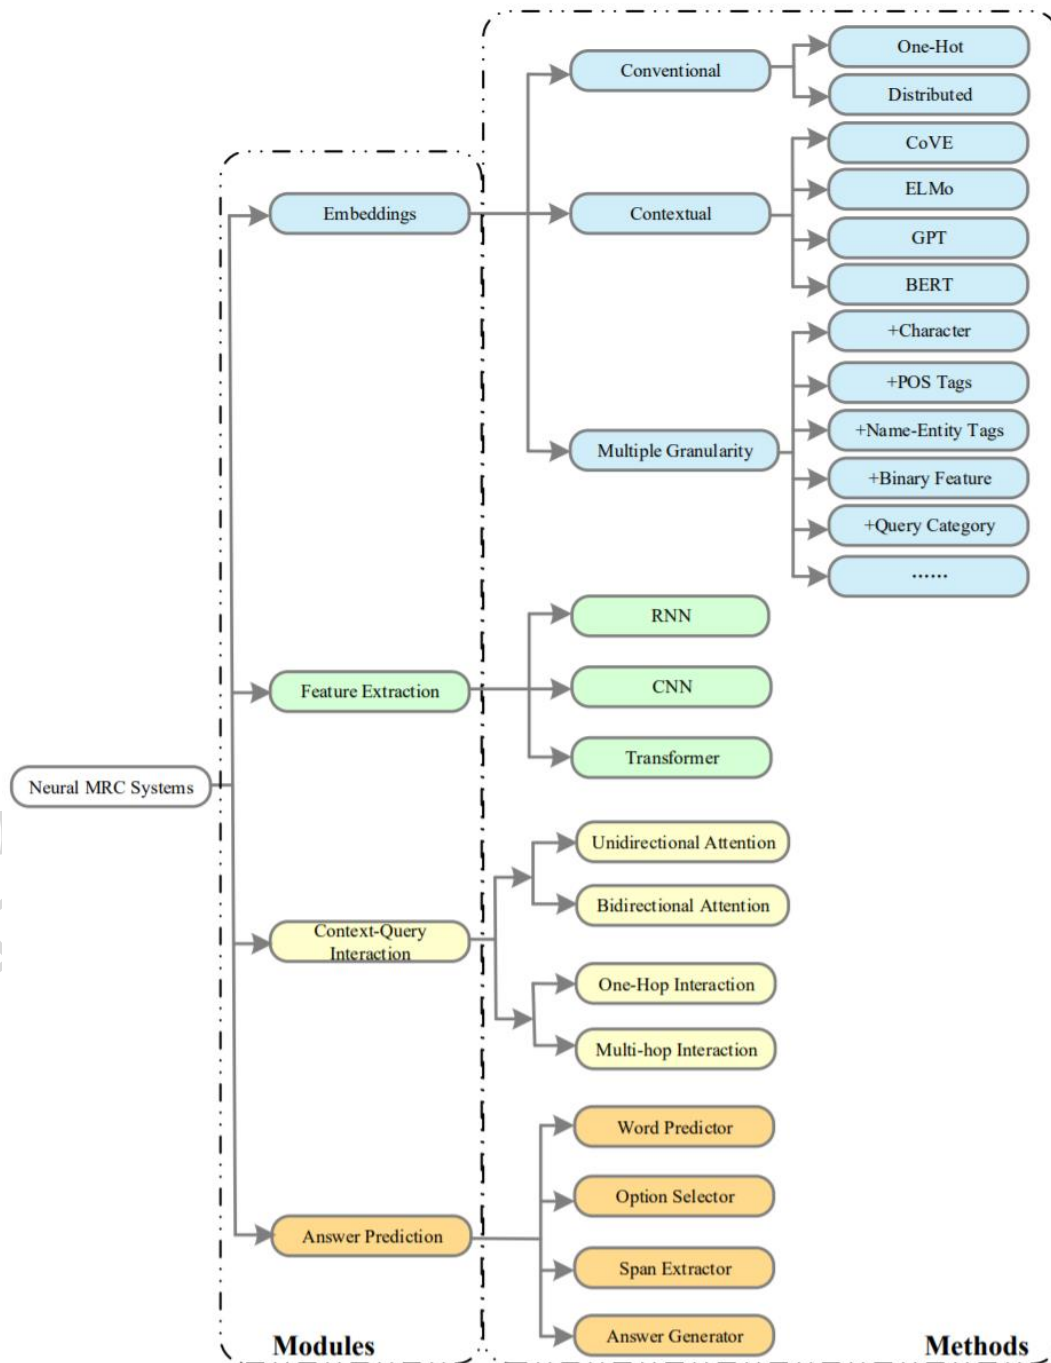 Conventional
One-Hot
Distributed
Embeddings
Contextual
CoVE
ELMo
GPT
BERT
Multiple Granularity
+Character
+POS Tags
+Name-Entity Tags
+Binary Feature
+Query Category
......
Neural MRC Systems
Feature Extraction
RNN
CNN
Transformer
Context-Query
Interaction
Unidirectional Attention
Bidirectional Attention
One-Hop Interaction
Multi-hop Interaction
Answer Prediction
Word Predictor
Option Selector
Span Extractor
Answer Generator
Modules
Methods